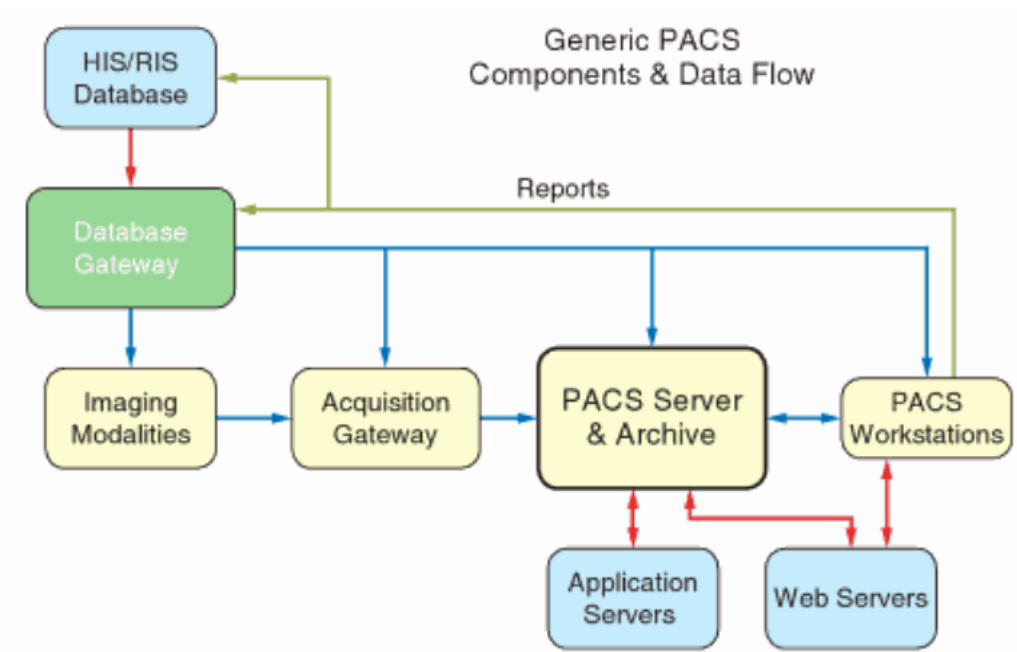 Generic PACS
Components & Data Flow
HIS/RIS
Database
Reports
Database
Gateway
Imaging
Modalities
Acquisition
Gateway
PACS Server
& Archive
PACS
Workstations
Application
Servers
Web Servers